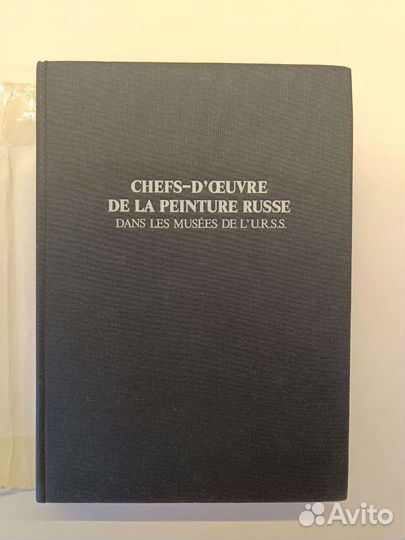 CHEFS-D'ŒUVRE
DE LA PEINTURE RUSSE
DANS LES MUSÉES DE L'U.R.S.S.
Avito